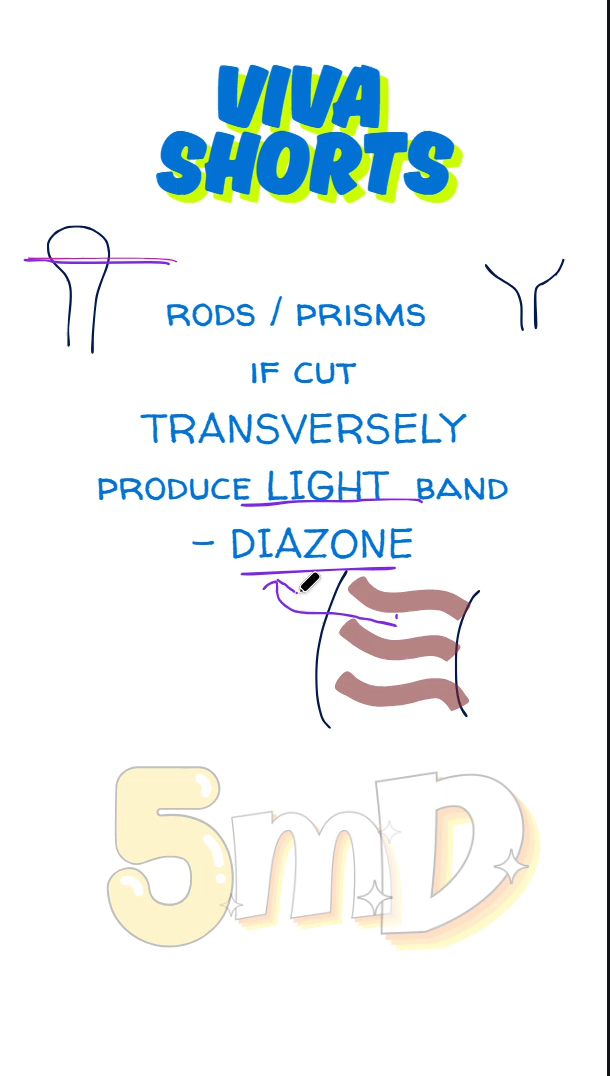 VIVA
SHORTS
RODS / PRISMS
IF CUT
TRANSVERSELY
PRODUCE LIGHT BAND
– DIAZONE
5mD